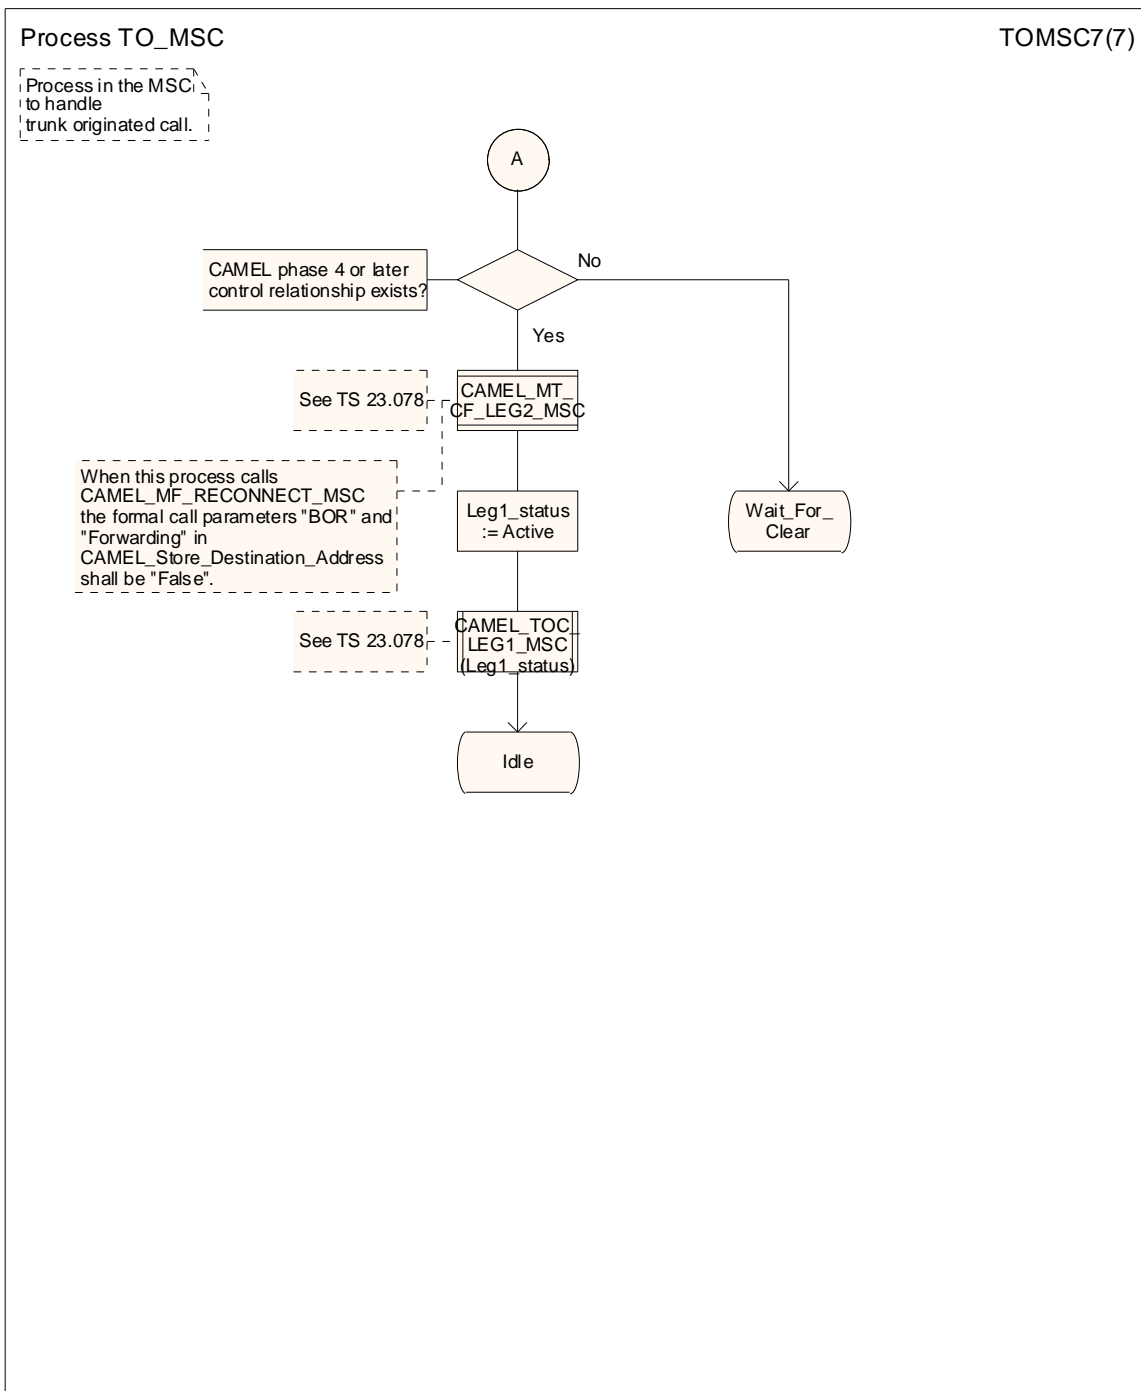 Process TO_MSC
TOMSC7(7)
Process in the MSC
to handle
trunk originated call.
A
CAMEL phase 4 or later
control relationship exists?
No
Yes
See TS 23.078
CAMEL_MT_
CF_LEG2_MSC
When this process calls
CAMEL_MF_RECONNECT_MSC
the formal call parameters "BOR" and
"Forwarding" in
CAMEL_Store_Destination_Address
shall be "False".
Leg1_status
:= Active
Wait_For_
Clear
See TS 23.078
CAMEL_TOC_
LEG1_MSC
(Leg1_status)
Idle